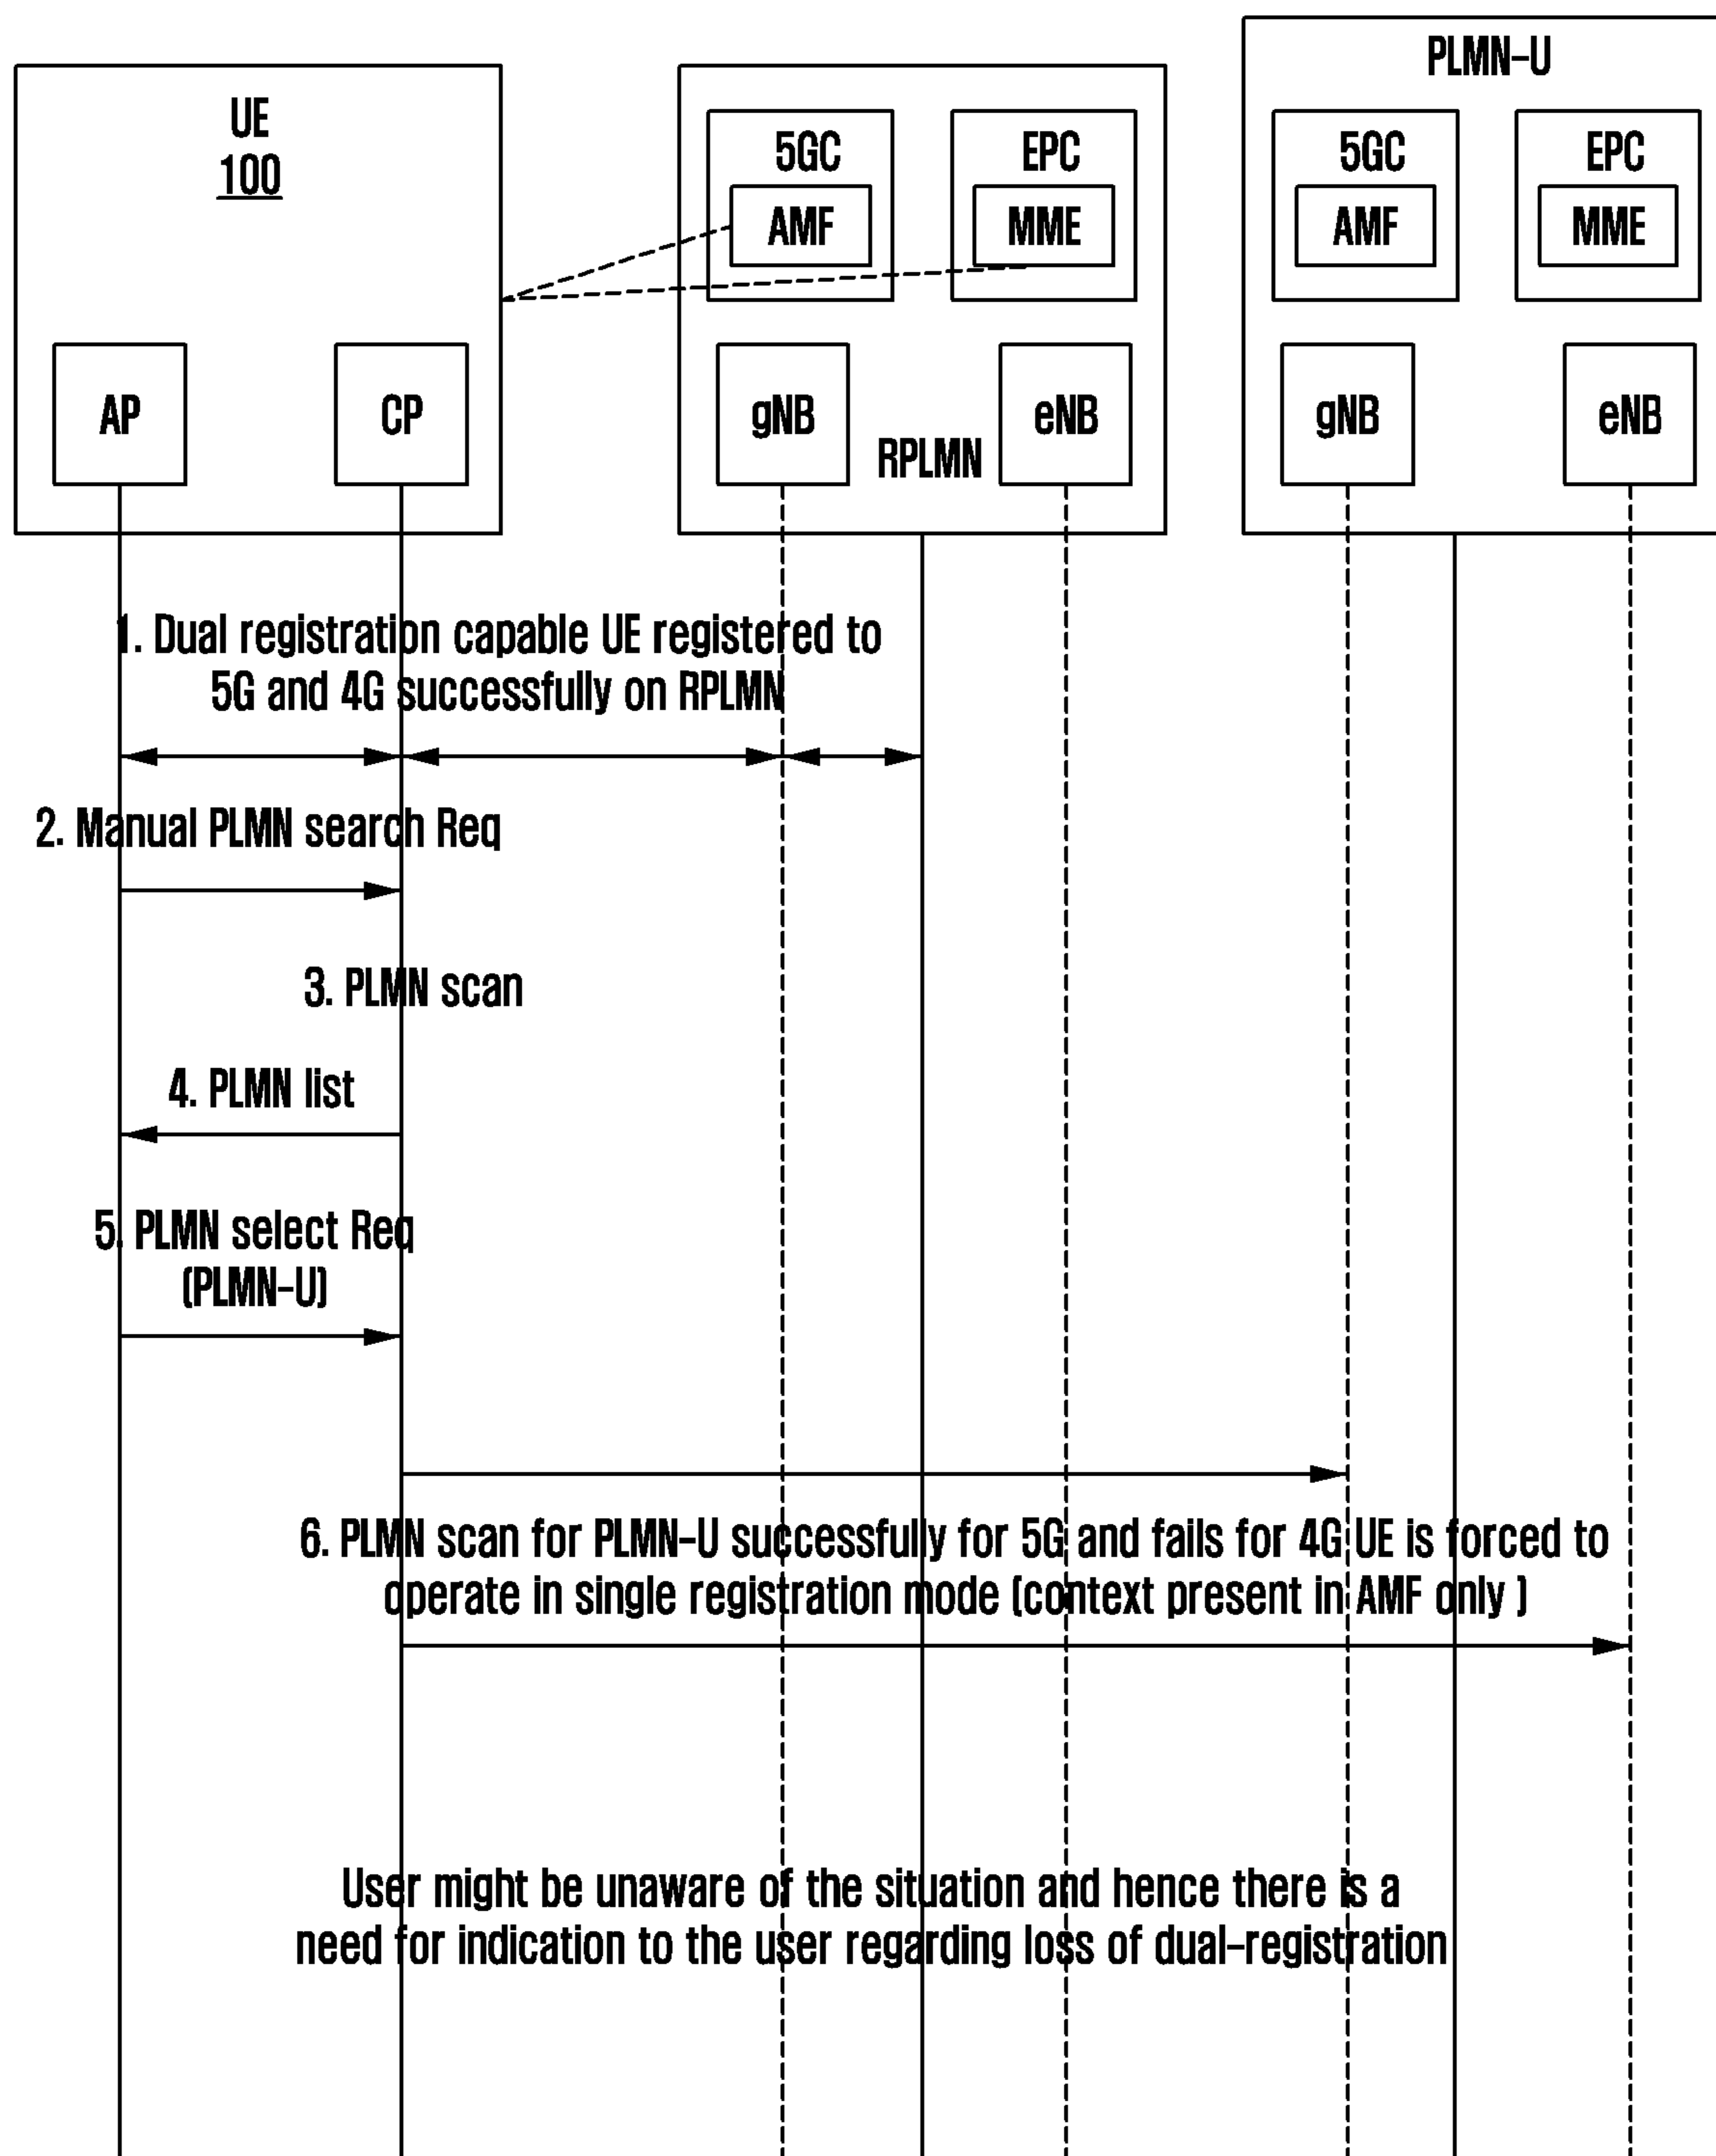 PLMN-U
UE
100
5GC
EPC
5GC
EPC
AMF
MME
AMF
MME
AP
CP
gNB
eNB
gNB
eNB
RPLMN
1. Dual registration capable UE registered to
5G and 4G successfully on RPLMN
2. Manual PLMN search Req
3. PLMN scan
4. PLMN list
5. PLMN select Req
(PLMN-U)
6. PLMN scan for PLMN-U successfully for 5G and fails for 4G UE is forced to
operate in single registration mode (context present in AMF only )
User might be unaware of the situation and hence there is a
need for indication to the user regarding loss of dual-registration